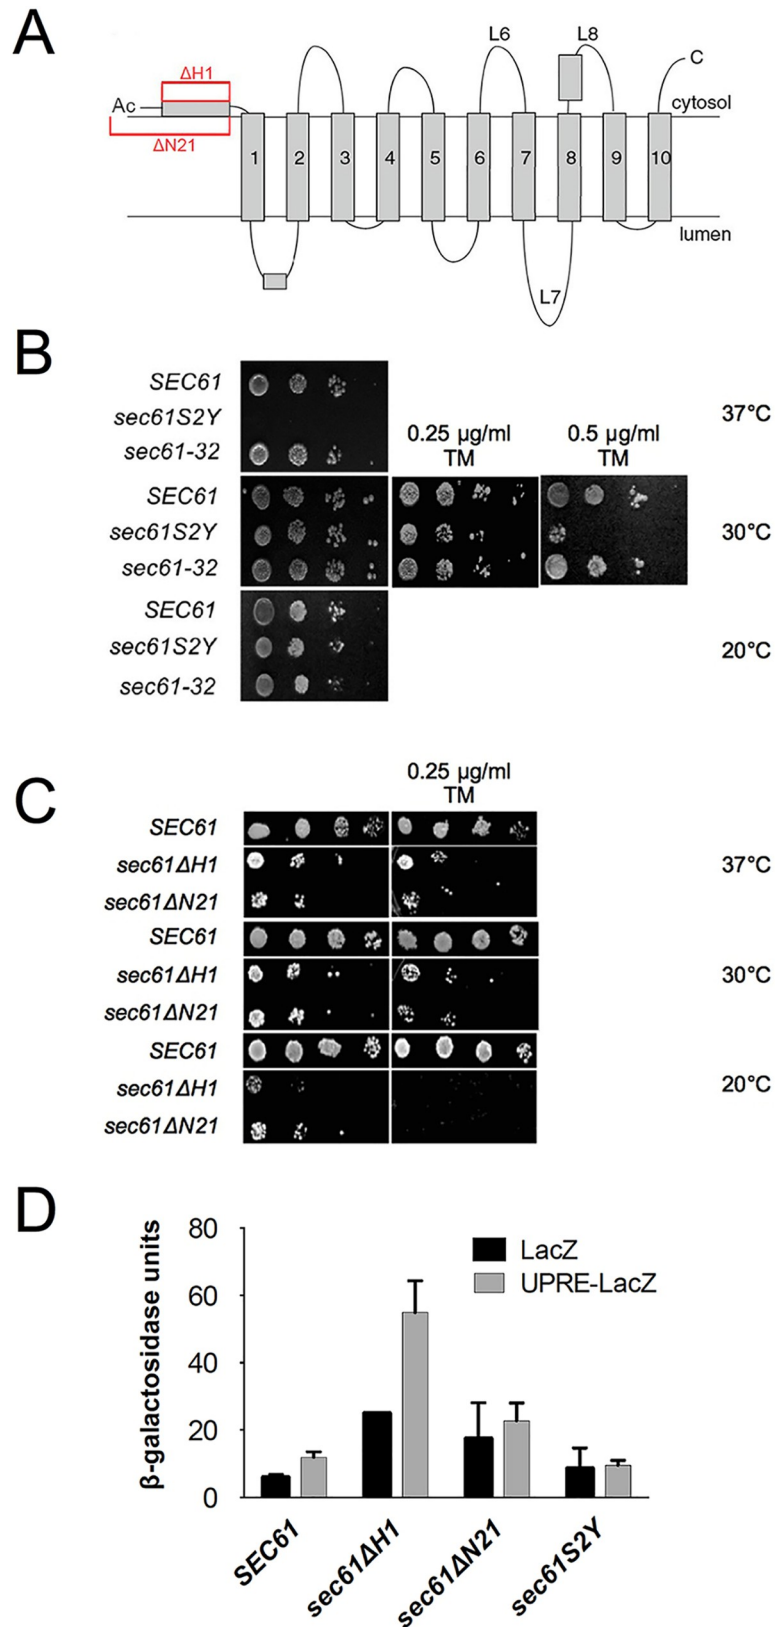 A
L6
L8
ΔH1
C
Ac
cytosol
ΔN21
1 2 3 4 5 6 7 8 9 10
lumen
L7
B
SEC61
sec61S2Y
sec61-32
37°C
0.25 µg/ml TM
0.5 µg/ml TM
SEC61
sec61S2Y
sec61-32
30°C
SEC61
sec61S2Y
sec61-32
20°C
C
0.25 µg/ml
TM
SEC61
sec61ΔH1
sec61ΔN21
37°C
SEC61
sec61ΔH1
sec61ΔN21
30°C
SEC61
sec61ΔH1
sec61ΔN21
20°C
D
β-galactosidase units
80
60
40
20
0
LacZ
UPRE-LacZ
SEC61
sec61ΔH1
sec61ΔN21
sec61S2Y